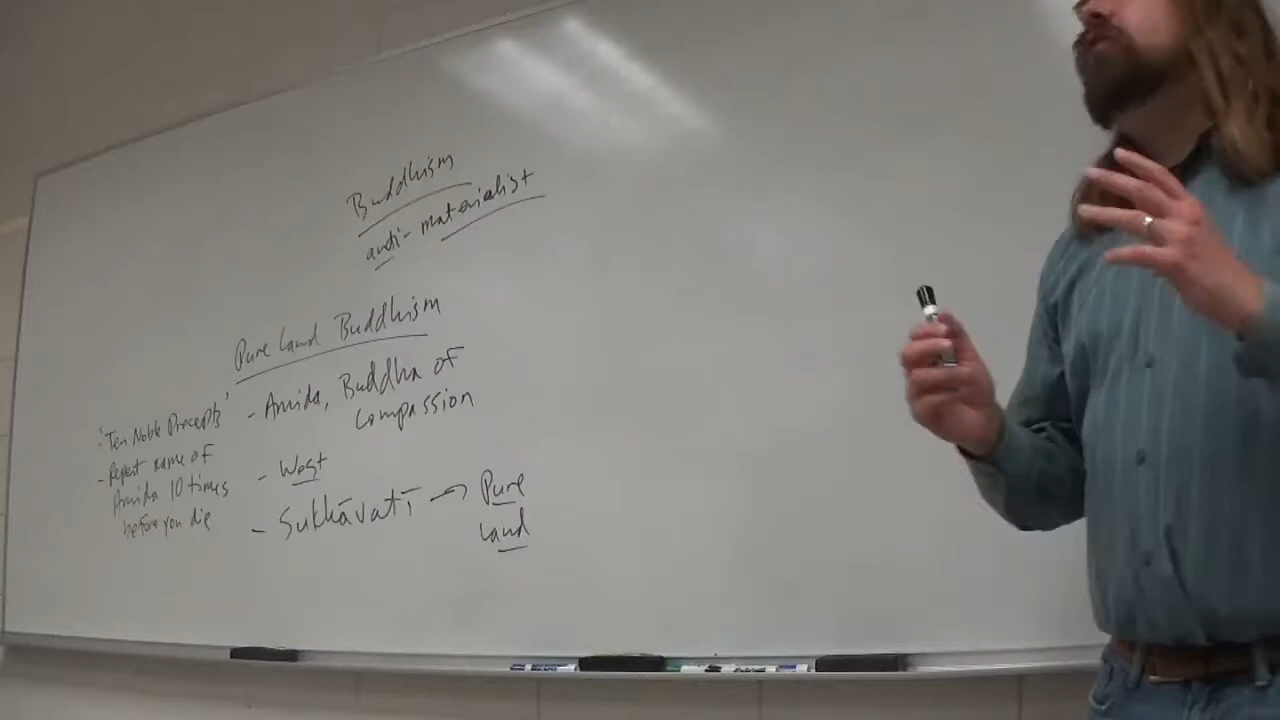 Buddhism
anti-materialist
Pure Land Buddhism
- Amida, Buddha of
Compassion
- West
- Sukhāvatī → Pure
Land
- 'Ten Noble Precepts'
- Repeat name of
Amida 10 times
before you die